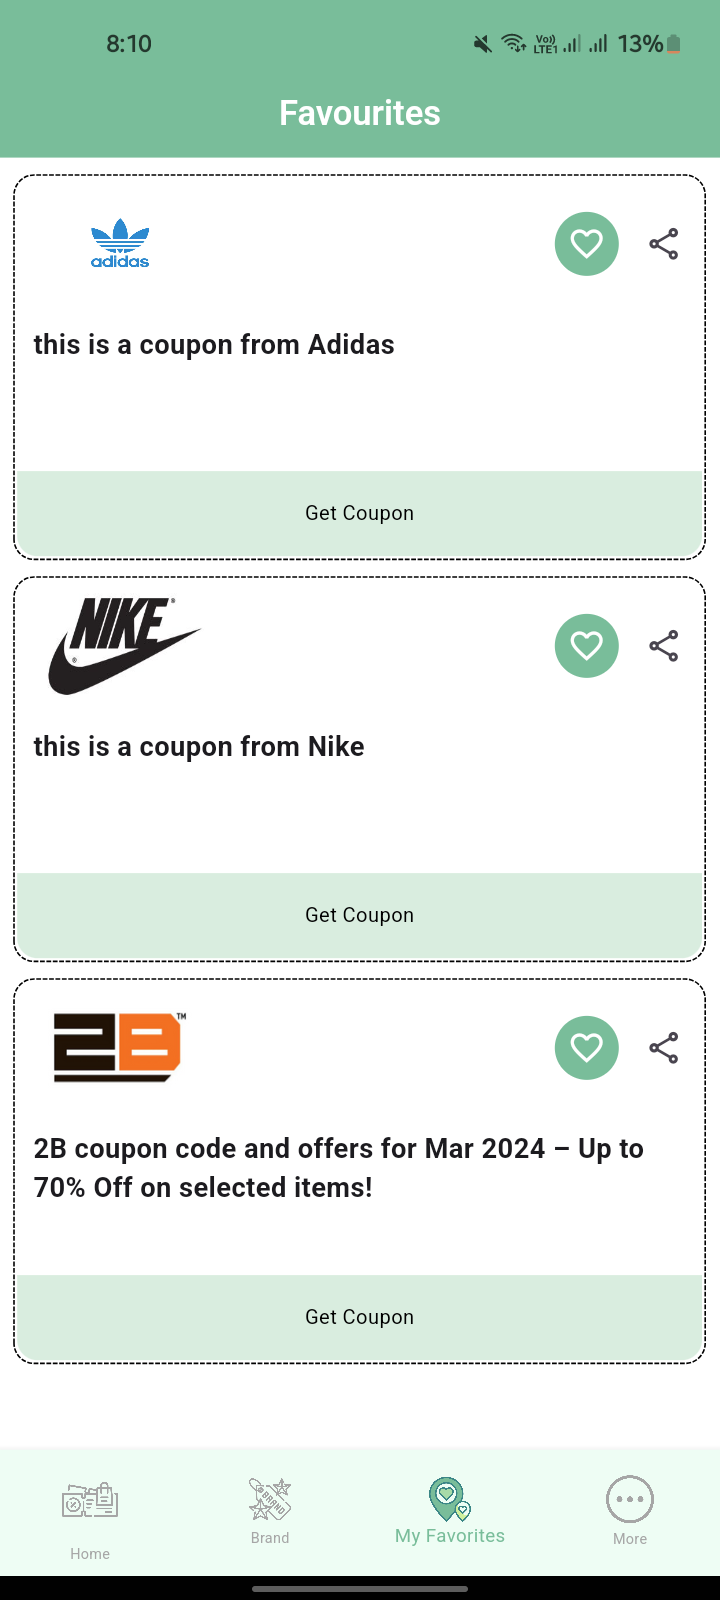 8:10
Vo))
LTE1
13%
Favourites
adidas
this is a coupon from Adidas
Get Coupon
NIKE
®
®
this is a coupon from Nike
Get Coupon
2B™
2B coupon code and offers for Mar 2024 – Up to
70% Off on selected items!
Get Coupon
BRAND
Home
Brand
My Favorites
More